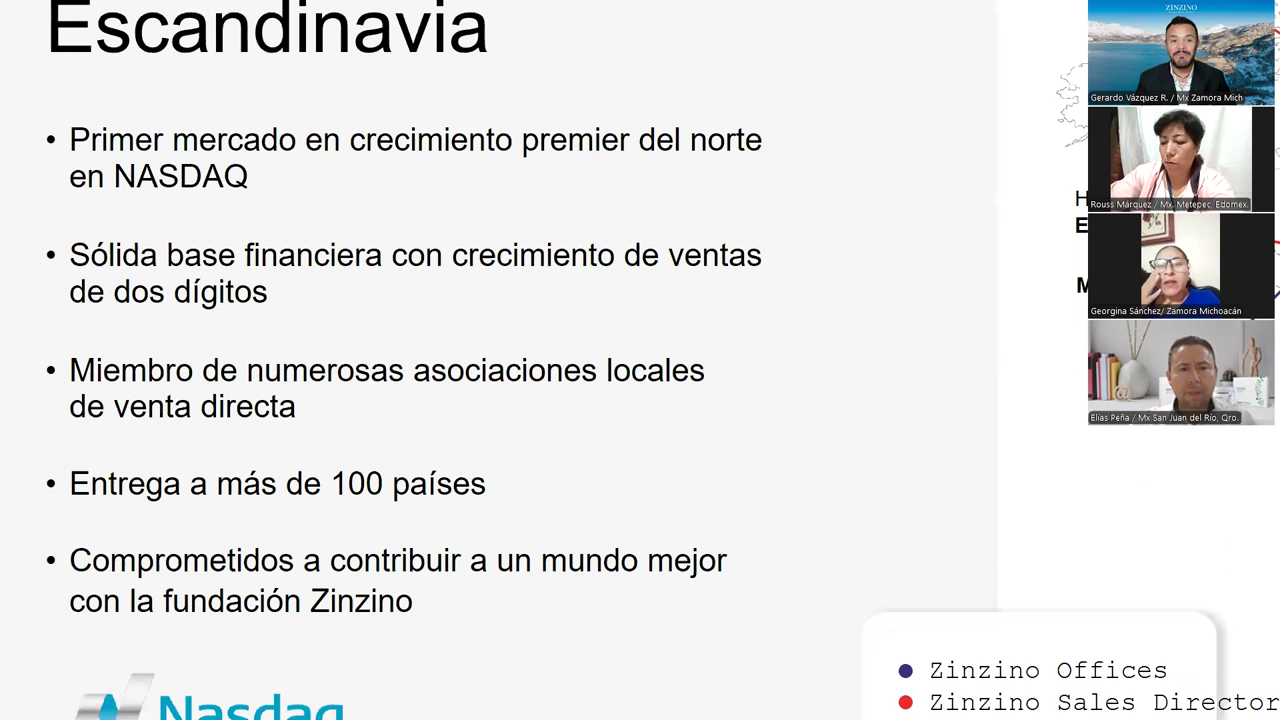 Escandinavia
• Primer mercado en crecimiento premier del norte
en NASDAQ
• Sólida base financiera con crecimiento de ventas
de dos dígitos
• Miembro de numerosas asociaciones locales
de venta directa
• Entrega a más de 100 países
• Comprometidos a contribuir a un mundo mejor
con la fundación Zinzino
Nasdaq
Zinzino Offices
Zinzino Sales Director
ZINZINO
Gerardo Vázquez R. / Mx Zamora Mich
Rouss Márquez / Mx. Metepec, Edomex.
Georgina Sánchez/ Zamora Michoacán
Elías Peña / Mx San Juan del Río, Qro.